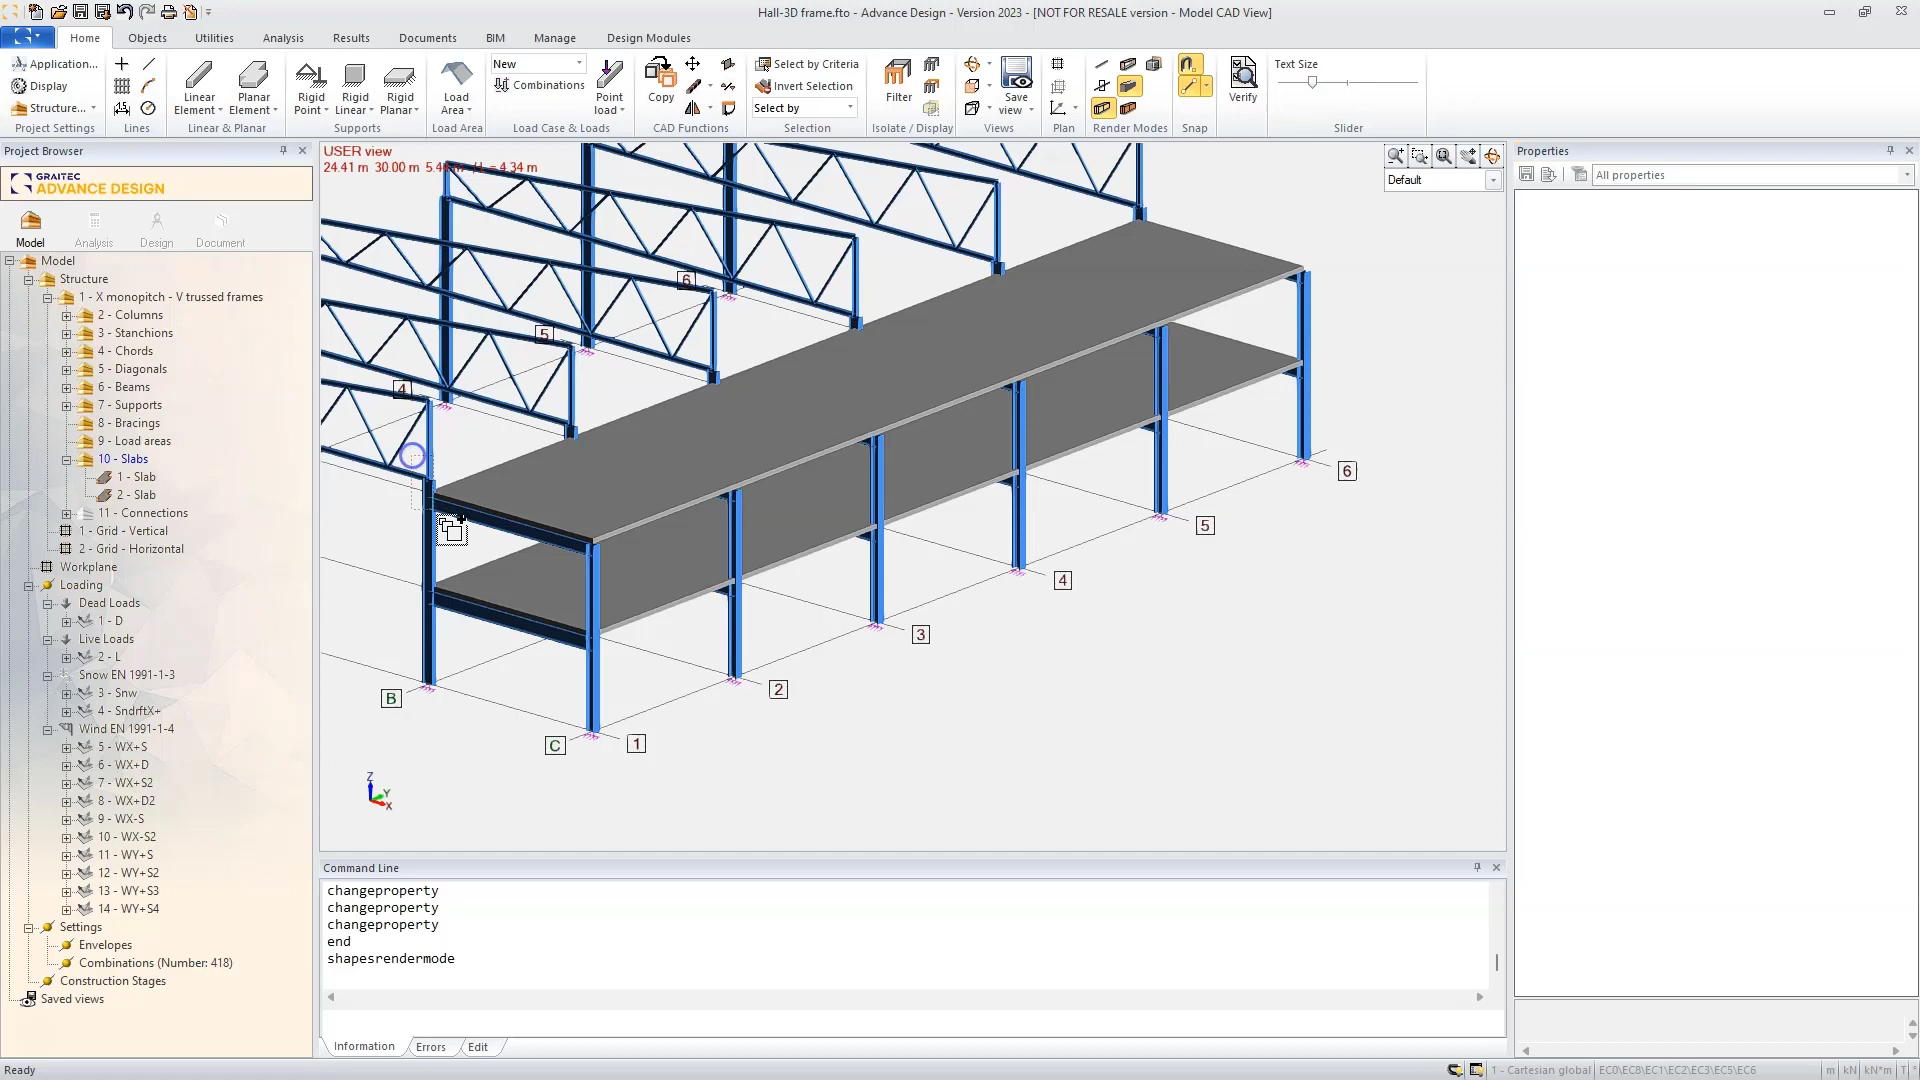 Hall-3D frame.fto - Advance Design - Version 2023 - [NOT FOR RESALE version - Model CAD View]
Home Objects Utilities Analysis Results Documents BIM Manage Design Modules
Application...
Display
Structure...
Project Settings
Lines
Linear Element
Planar Element
Linear & Planar
Rigid Point
Rigid Linear
Rigid Planar
Supports
Load Area
Load Area
New
Combinations
Point load
Load Case & Loads
Copy
CAD Functions
Select by Criteria
Invert Selection
Select by
Selection
Filter
Isolate / Display
Save view
Views
Plan
Render Modes
Snap
Verify
Text Size
Slider
Project Browser
GRAITEC
ADVANCE DESIGN
Model Analysis Design Document
Model
Structure
1 - X monopitch - V trussed frames
2 - Columns
3 - Stanchions
4 - Chords
5 - Diagonals
6 - Beams
7 - Supports
8 - Bracings
9 - Load areas
10 - Slabs
1 - Slab
2 - Slab
11 - Connections
1 - Grid - Vertical
2 - Grid - Horizontal
Workplane
Loading
Dead Loads
1 - D
Live Loads
2 - L
Snow EN 1991-1-3
3 - Snw
4 - SndrftX+
Wind EN 1991-1-4
5 - WX+S
6 - WX+D
7 - WX+S2
8 - WX+D2
9 - WX-S
10 - WX-S2
11 - WY+S
12 - WY+S2
13 - WY+S3
14 - WY+S4
Settings
Envelopes
Combinations (Number: 418)
Construction Stages
Saved views
USER view
24.41 m 30.00 m / L = 4.34 m
Default
6
5
4
6
5
4
3
2
1
B
C
Z
Y
X
Command Line
changeproperty
changeproperty
changeproperty
end
shapesrendermode
Information Errors Edit
Properties
All properties
Ready
1 - Cartesian global EC0\EC8\EC1\EC2\EC3\EC5\EC6 m kN kN*m T °